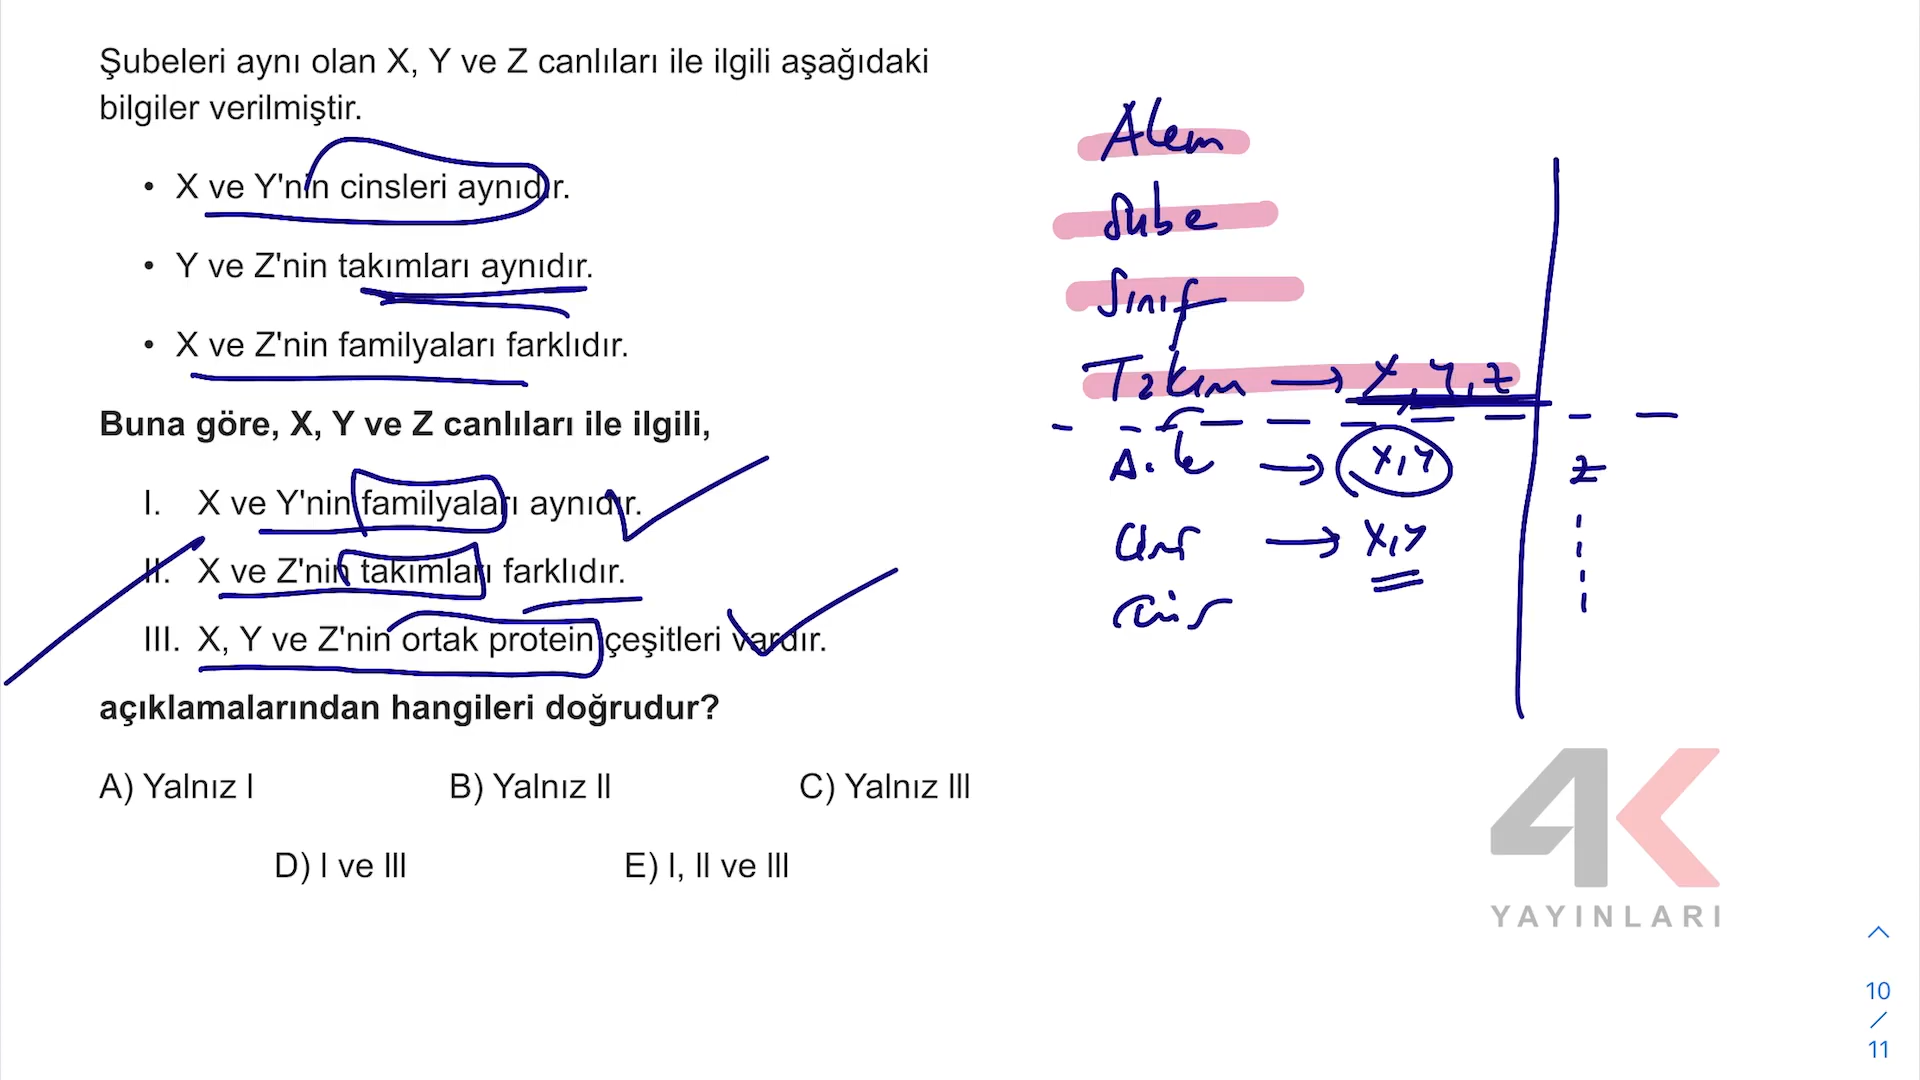 Şubeleri aynı olan X, Y ve Z canlıları ile ilgili aşağıdaki
bilgiler verilmiştir.
• X ve Y'nin cinsleri aynıdır.
• Y ve Z'nin takımları aynıdır.
• X ve Z'nin familyaları farklıdır.
Buna göre, X, Y ve Z canlıları ile ilgili,
I. X ve Y'nin familyaları aynıdır.
II. X ve Z'nin takımları farklıdır.
III. X, Y ve Z'nin ortak protein çeşitleri vardır.
açıklamalarından hangileri doğrudur?
A) Yalnız I B) Yalnız II C) Yalnız III
D) I ve III E) I, II ve III
Alem
Şube
Sınıf
Takım → X, Y, Z
→ X, Y Z
→ X, Y
4K
YAYINLARI
10
/
11